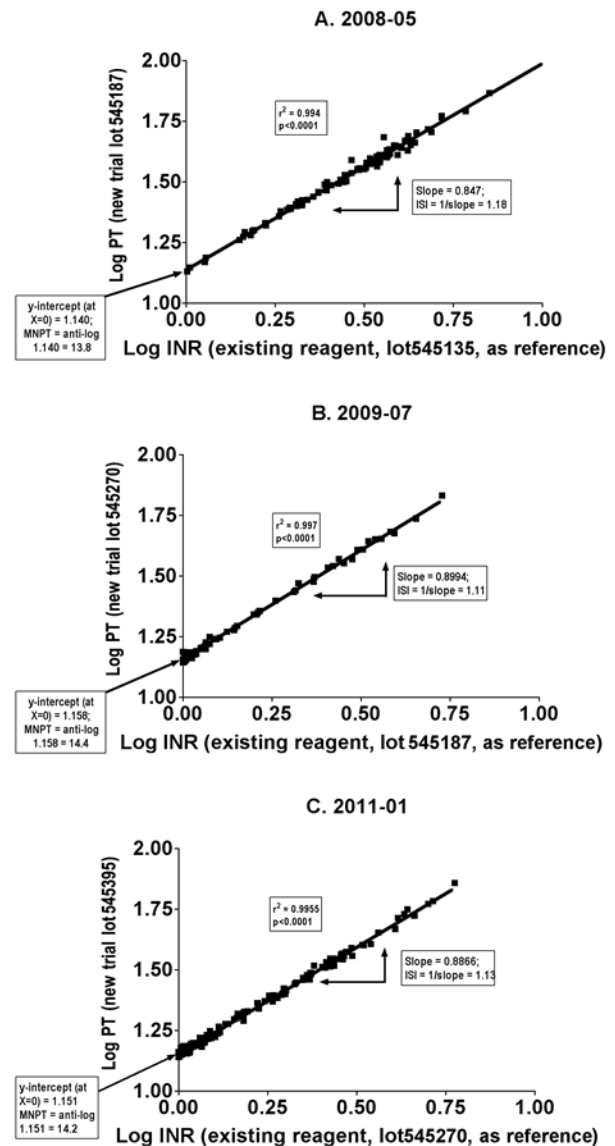 A. 2008-05
Log PT (new trial lot 545187)
2.00
1.75
1.50
1.25
1.00
r² = 0.994
p<0.0001
Slope = 0.847;
ISI = 1/slope = 1.18
y-intercept (at
X=0) = 1.140;
MNPT = anti-log
1.140 = 13.8
0.00 0.25 0.50 0.75 1.00
Log INR (existing reagent, lot545135, as reference)
B. 2009-07
Log PT (new trial lot 545270)
2.00
1.75
1.50
1.25
1.00
r² = 0.997
p<0.0001
Slope = 0.8994;
ISI = 1/slope = 1.11
y-intercept (at
X=0) = 1.158;
MNPT = anti-log
1.158 = 14.4
0.00 0.25 0.50 0.75 1.00
Log INR (existing reagent, lot 545187, as reference)
C. 2011-01
Log PT (new trial lot 545395)
2.00
1.75
1.50
1.25
1.00
r² = 0.9955
p<0.0001
Slope = 0.8866;
ISI = 1/slope = 1.13
y-intercept (at
X=0) = 1.151
MNPT = anti-log
1.151 = 14.2
0.00 0.25 0.50 0.75 1.00
Log INR (existing reagent, lot545270, as reference)